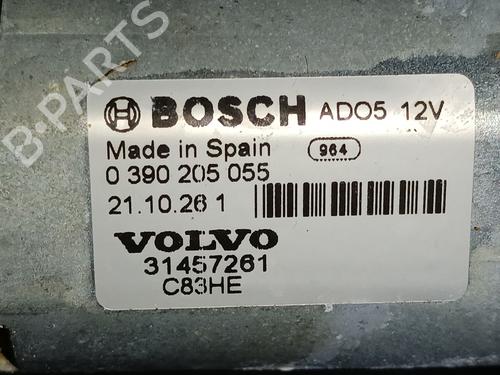 B-PARTS
BOSCH ADO5 12V
Made in Spain 964
0 390 205 055
21.10.26 1
VOLVO
31457261
C83HE